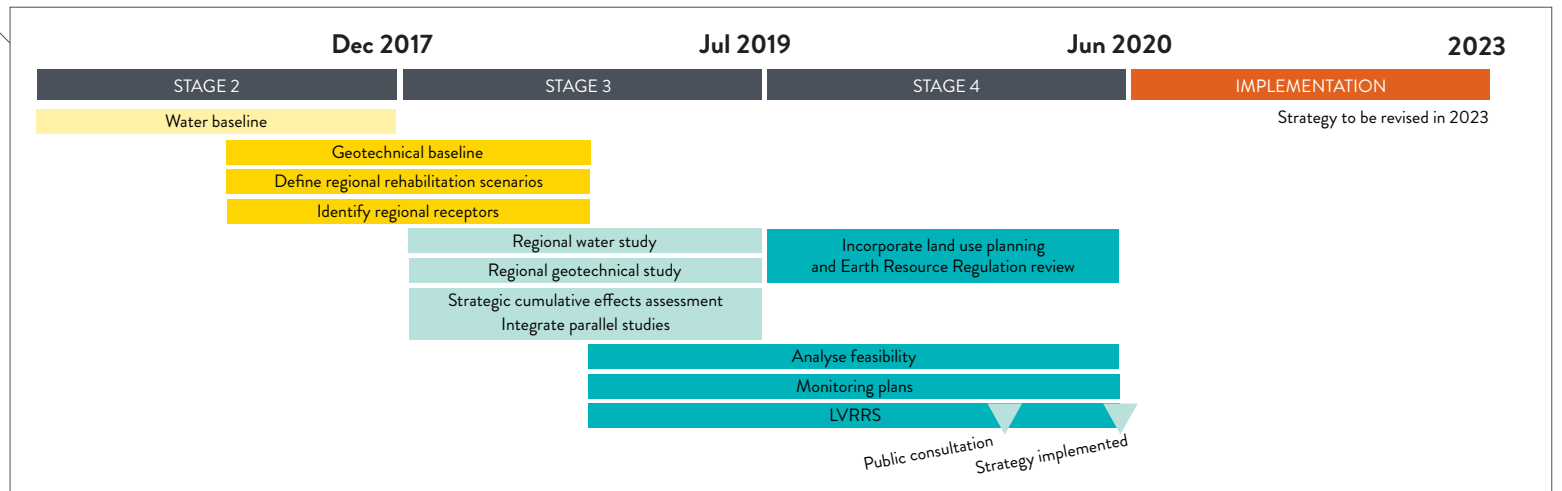 Dec 2017
Jul 2019
Jun 2020
2023
STAGE 2
STAGE 3
STAGE 4
IMPLEMENTATION
Water baseline
Strategy to be revised in 2023
Geotechnical baseline
Define regional rehabilitation scenarios
Identify regional receptors
Regional water study
Regional geotechnical study
Incorporate land use planning
and Earth Resource Regulation review
Strategic cumulative effects assessment
Integrate parallel studies
Analyse feasibility
Monitoring plans
LVRRS
Public consultation
Strategy implemented